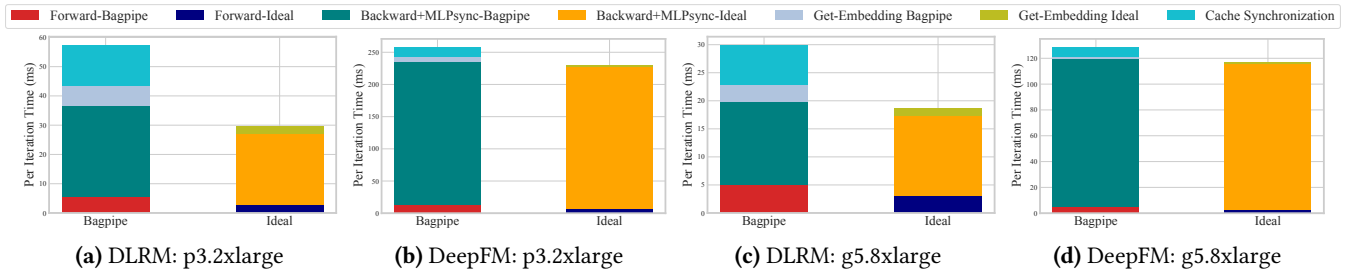 Forward-Bagpipe Forward-Ideal Backward+MLPsync-Bagpipe Backward+MLPsync-Ideal Get-Embedding Bagpipe Get-Embedding Ideal Cache Synchronization
Per Iteration Time (ms)
60
50
40
30
20
10
0
Bagpipe Ideal
(a) DLRM: p3.2xlarge
Per Iteration Time (ms)
250
200
150
100
50
0
Bagpipe Ideal
(b) DeepFM: p3.2xlarge
Per Iteration Time (ms)
30
25
20
15
10
5
0
Bagpipe Ideal
(c) DLRM: g5.8xlarge
Per Iteration Time (ms)
120
100
80
60
40
20
0
Bagpipe Ideal
(d) DeepFM: g5.8xlarge